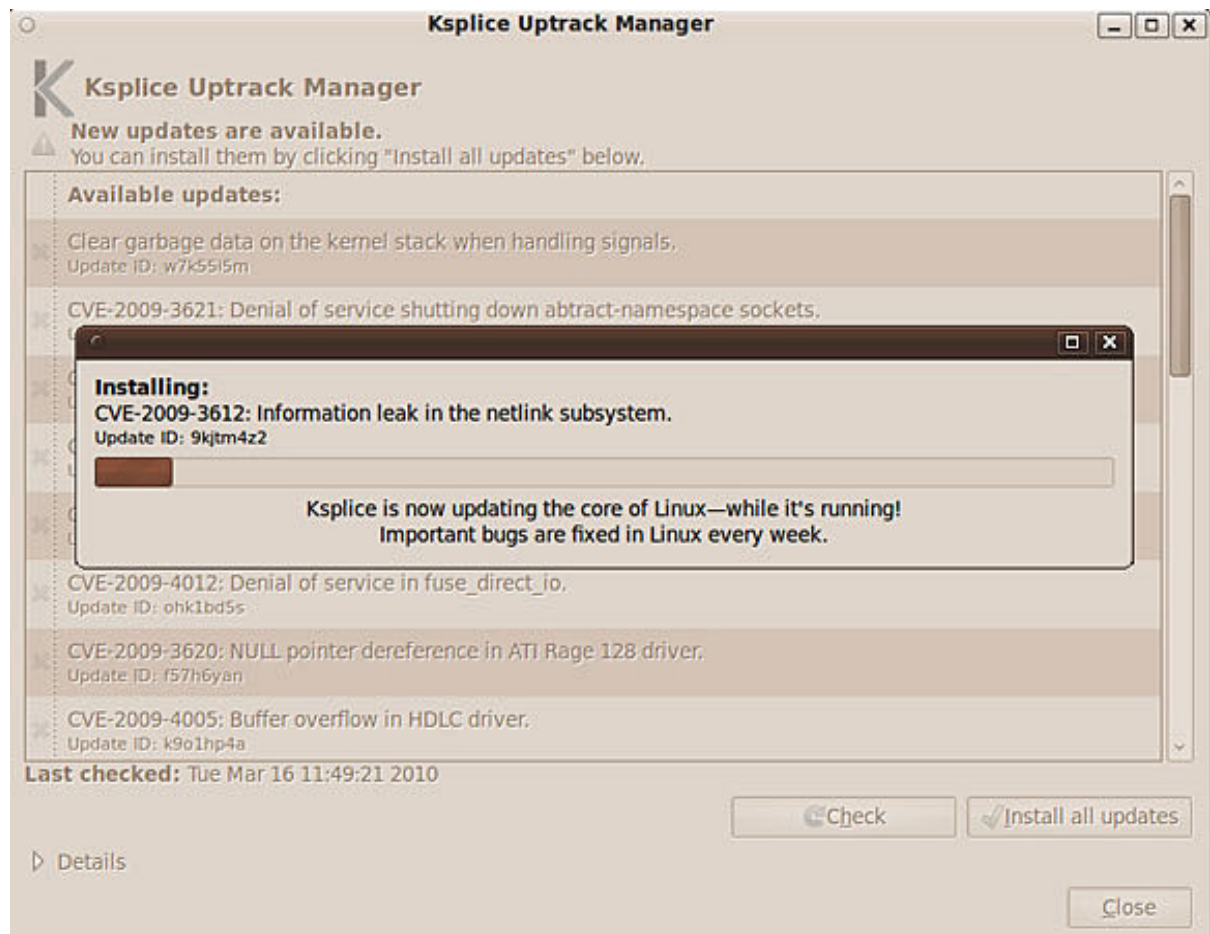 Ksplice Uptrack Manager
Ksplice Uptrack Manager
New updates are available.
You can install them by clicking "Install all updates" below.
Available updates:
Clear garbage data on the kernel stack when handling signals.
Update ID: w7k55i5m
CVE-2009-3621: Denial of service shutting down abtract-namespace sockets.
Installing:
CVE-2009-3612: Information leak in the netlink subsystem.
Update ID: 9kjtm4z2
Ksplice is now updating the core of Linux—while it's running!
Important bugs are fixed in Linux every week.
CVE-2009-4012: Denial of service in fuse_direct_io.
Update ID: ohk1bd5s
CVE-2009-3620: NULL pointer dereference in ATI Rage 128 driver.
Update ID: f57h6yan
CVE-2009-4005: Buffer overflow in HDLC driver.
Update ID: k9o1hp4a
Last checked: Tue Mar 16 11:49:21 2010
Check
Install all updates
Details
Close